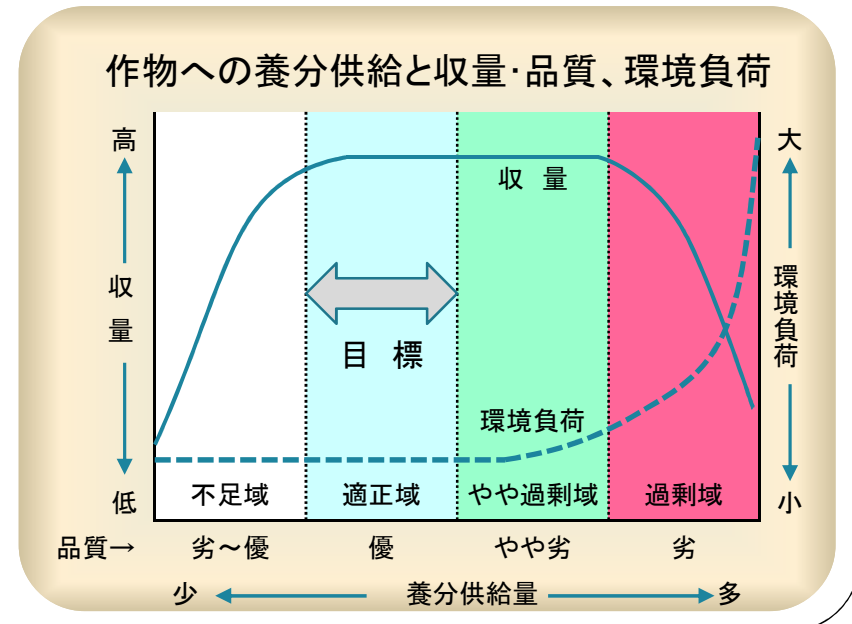 作物への養分供給と収量・品質、環境負荷
高
収量
低
大
環境負荷
小
収 量
目 標
環境負荷
不足域 適正域 やや過剰域 過剰域
品質→ 劣～優 優 やや劣 劣
少 養分供給量 多